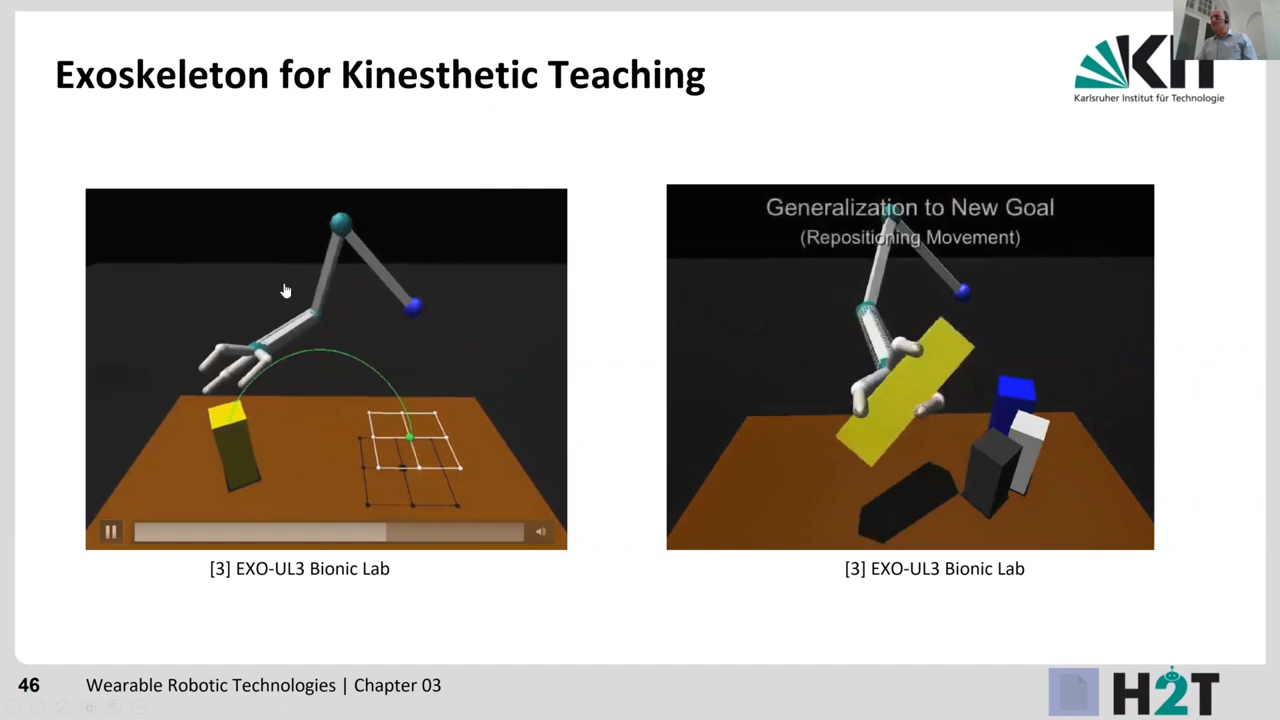 Exoskeleton for Kinesthetic Teaching
KIT
Karlsruher Institut für Technologie
Generalization to New Goal
(Repositioning Movement)
[3] EXO-UL3 Bionic Lab
[3] EXO-UL3 Bionic Lab
46
Wearable Robotic Technologies | Chapter 03
H2T